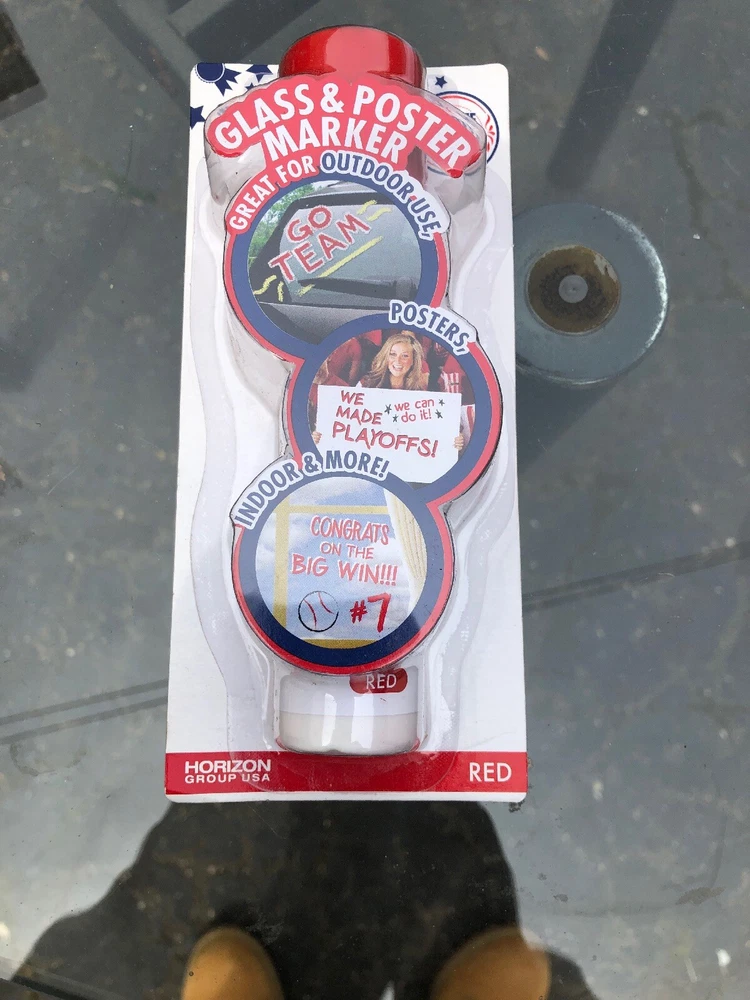 GLASS & POSTER
MARKER
GREAT FOR OUTDOOR USE,
GO
TEAM
POSTERS,
WE
MADE
PLAYOFFS!
we can
do it!
INDOOR & MORE!
CONGRATS
ON THE
BIG WIN!!!
#7
RED
HORIZON
GROUP USA
RED